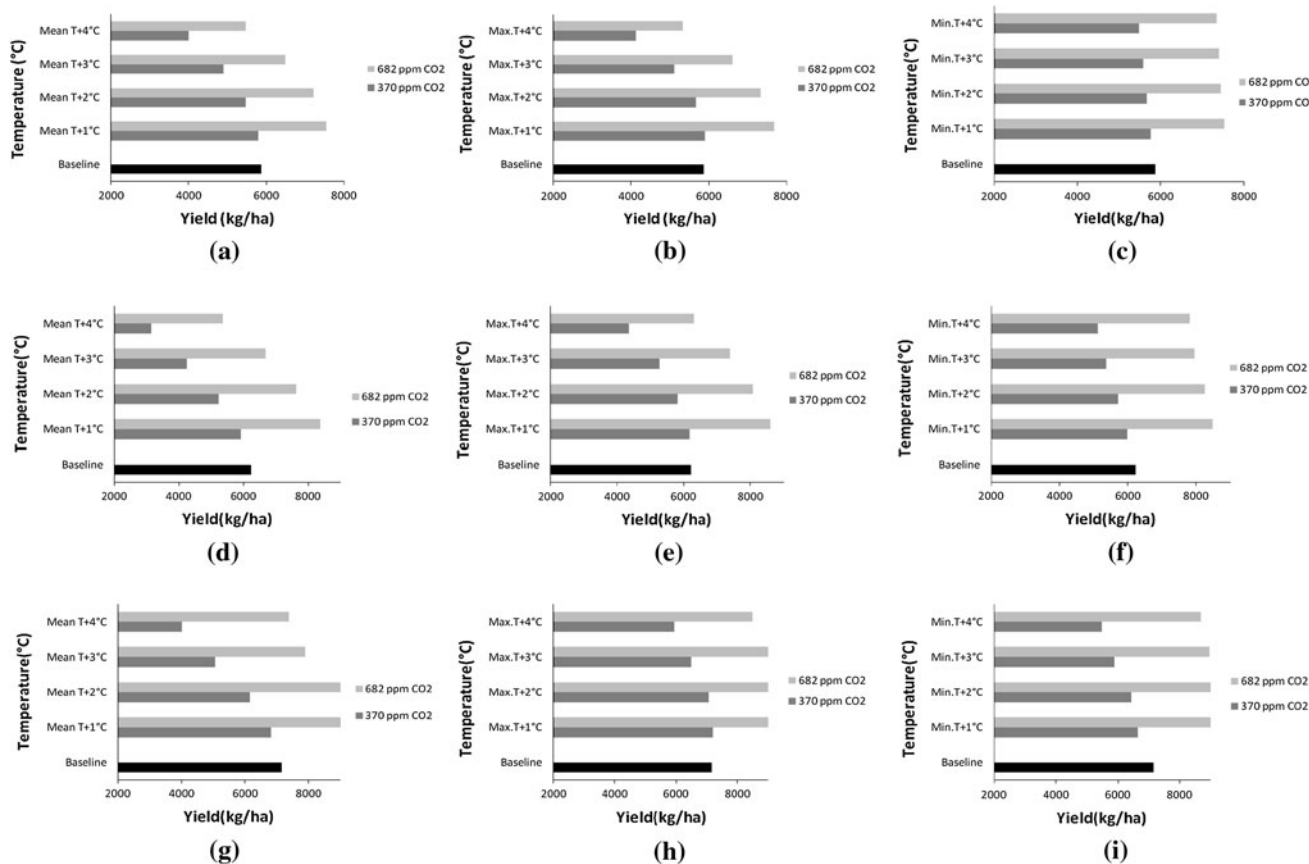 Temperature (°C)
Mean T+4°C
Mean T+3°C
Mean T+2°C
Mean T+1°C
Baseline
2000 4000 6000 8000
Yield (kg/ha)
682 ppm CO2
370 ppm CO2
(a)
Temperature (°C)
Max.T+4°C
Max.T+3°C
Max.T+2°C
Max.T+1°C
Baseline
2000 4000 6000 8000
Yield(kg/ha)
682 ppm CO2
370 ppm CO2
(b)
Temperature (°C)
Min.T+4°C
Min.T+3°C
Min.T+2°C
Min.T+1°C
Baseline
2000 4000 6000 8000
Yield(kg/ha)
682 ppm CO
370 ppm CO
(c)
Temperature(°C)
Mean T+4°C
Mean T+3°C
Mean T+2°C
Mean T+1°C
Baseline
2000 4000 6000 8000
Yield(kg/ha)
682 ppm CO2
370 ppm CO2
(d)
Temperature(°C)
Max.T+4°C
Max.T+3°C
Max.T+2°C
Max.T+1°C
Baseline
2000 4000 6000 8000
Yield(kg/ha)
682 ppm CO2
370 ppm CO2
(e)
Temperature(°C)
Min.T+4°C
Min.T+3°C
Min.T+2°C
Min.T+1°C
Baseline
2000 4000 6000 8000
Yield(kg/ha)
682 ppm CO2
370 ppm CO2
(f)
Temperature(°C)
Mean T+4°C
Mean T+3°C
Mean T+2°C
Mean T+1°C
Baseline
2000 4000 6000 8000
Yield(kg/ha)
682 ppm CO2
370 ppm CO2
(g)
Temperature(°C)
Max.T+4°C
Max.T+3°C
Max.T+2°C
Max.T+1°C
Baseline
2000 4000 6000 8000
Yield(kg/ha)
682 ppm CO2
370 ppm CO2
(h)
Temperature(°C)
Min.T+4°C
Min.T+3°C
Min.T+2°C
Min.T+1°C
Baseline
2000 4000 6000 8000
Yield(kg/ha)
682 ppm CO2
370 ppm CO2
(i)